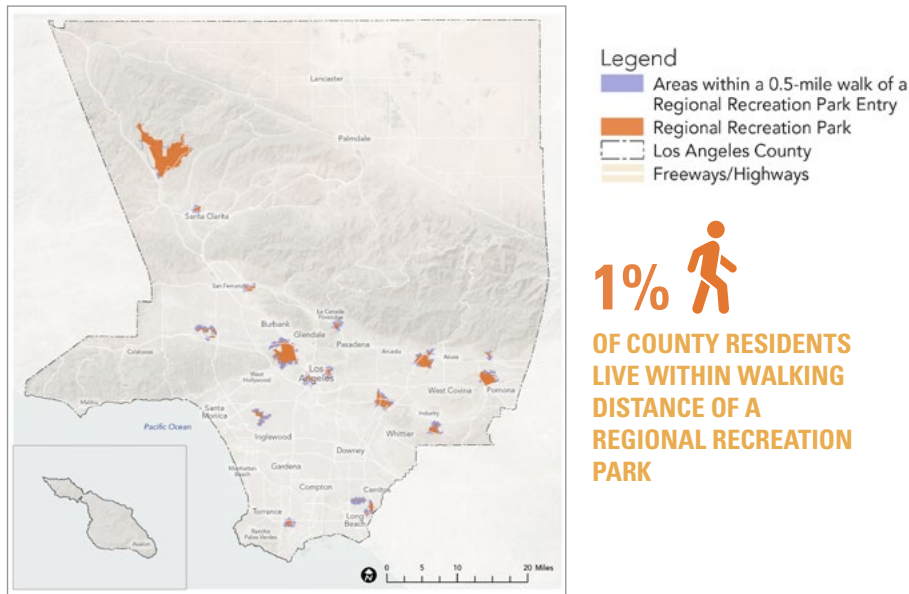 Lancaster
Palmdale
Santa Clarita
San Fernando
La Canada
Flintridge
Burbank
Glendale
Pasadena
Calabasas
Arcadia
Azusa
West
Hollywood
Los
Angeles
West Covina
Pomona
Malibu
Santa
Monica
Industry
Pacific Ocean
Inglewood
Whittier
Downey
Manhattan
Beach
Gardena
Compton
Cerritos
Torrance
Long
Beach
Rancho
Palos Verdes
Avalon
N
0 5 10 20 Miles
Legend
Areas within a 0.5-mile walk of a
Regional Recreation Park Entry
Regional Recreation Park
Los Angeles County
Freeways/Highways
1%
OF COUNTY RESIDENTS
LIVE WITHIN WALKING
DISTANCE OF A
REGIONAL RECREATION
PARK